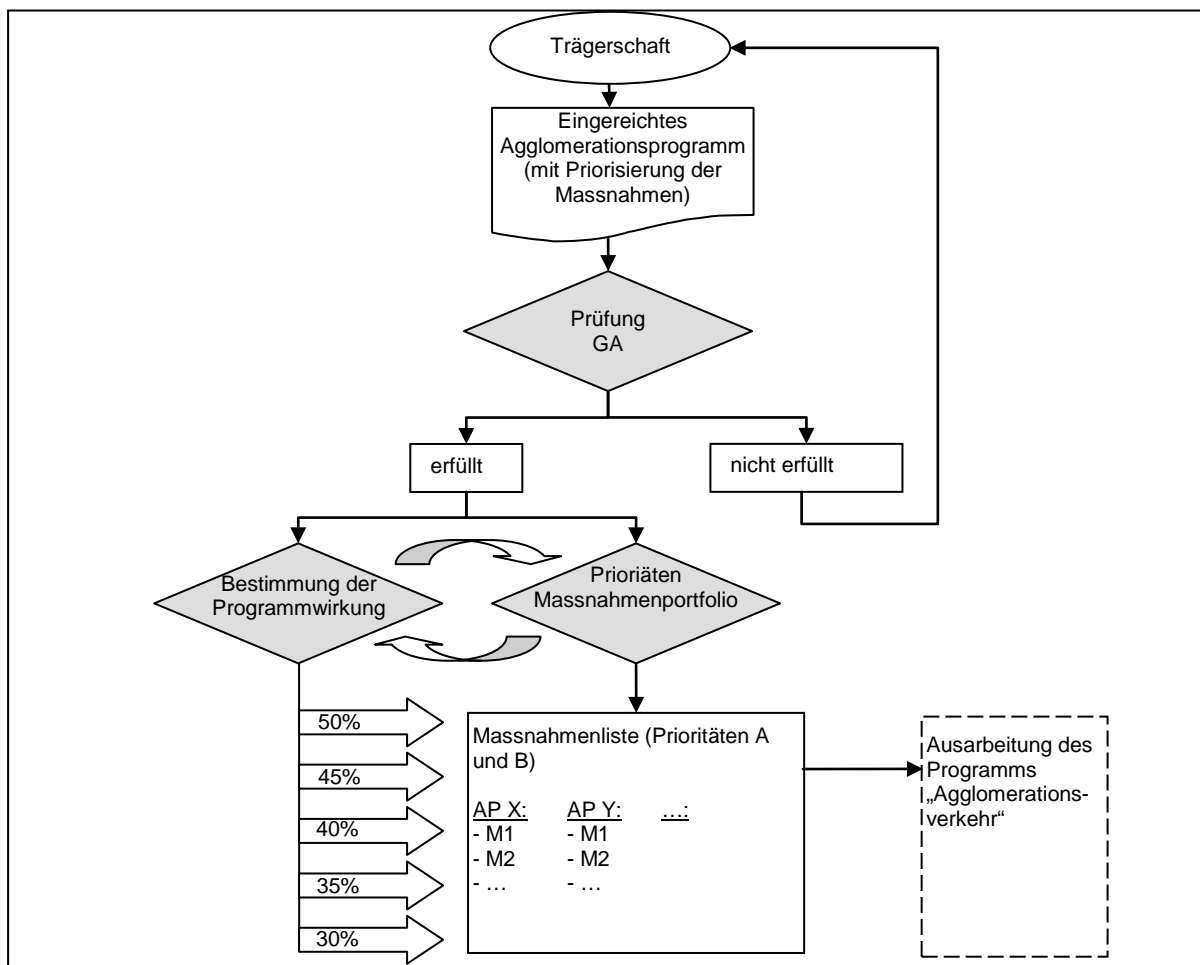 Trägerschaft
Eingereichtes
Agglomerationsprogramm
(mit Priorisierung der
Massnahmen)
Prüfung
GA
erfüllt
nicht erfüllt
Bestimmung der
Programmwirkung
Prioriäten
Massnahmenportfolio
50%
45%
40%
35%
30%
Massnahmenliste (Prioritäten A
und B)
AP X: AP Y: …:
- M1 - M1
- M2 - M2
- … - …
Ausarbeitung des
Programms
„Agglomerations-
verkehr“